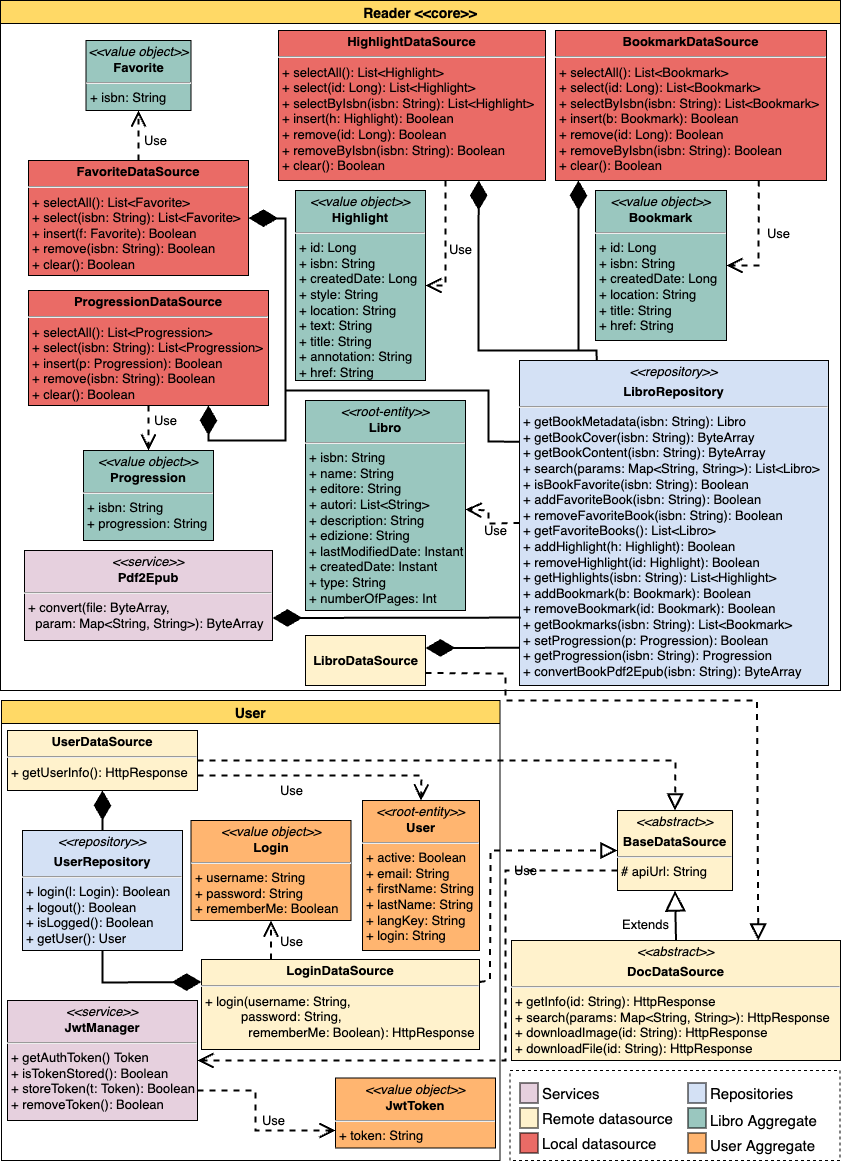 Reader <<core>>
<<value object>>
Favorite
+ isbn: String
Use
FavoriteDataSource
+ selectAll(): List<Favorite>
+ select(isbn: String): List<Favorite>
+ insert(f: Favorite): Boolean
+ remove(isbn: String): Boolean
+ clear(): Boolean
HighlightDataSource
+ selectAll(): List<Highlight>
+ select(id: Long): List<Highlight>
+ selectByIsbn(isbn: String): List<Highlight>
+ insert(h: Highlight): Boolean
+ remove(id: Long): Boolean
+ removeByIsbn(isbn: String): Boolean
+ clear(): Boolean
BookmarkDataSource
+ selectAll(): List<Bookmark>
+ select(id: Long): List<Bookmark>
+ selectByIsbn(isbn: String): List<Bookmark>
+ insert(b: Bookmark): Boolean
+ remove(id: Long): Boolean
+ removeByIsbn(isbn: String): Boolean
+ clear(): Boolean
<<value object>>
Highlight
+ id: Long
+ isbn: String
+ createdDate: Long
+ style: String
+ location: String
+ text: String
+ title: String
+ annotation: String
+ href: String
Use
<<value object>>
Bookmark
+ id: Long
+ isbn: String
+ createdDate: Long
+ location: String
+ title: String
+ href: String
Use
ProgressionDataSource
+ selectAll(): List<Progression>
+ select(isbn: String): List<Progression>
+ insert(p: Progression): Boolean
+ remove(isbn: String): Boolean
+ clear(): Boolean
Use
<<value object>>
Progression
+ isbn: String
+ progression: String
<<root-entity>>
Libro
+ isbn: String
+ name: String
+ editore: String
+ autori: List<String>
+ description: String
+ edizione: String
+ lastModifiedDate: Instant
+ createdDate: Instant
+ type: String
+ numberOfPages: Int
Use
<<repository>>
LibroRepository
+ getBookMetadata(isbn: String): Libro
+ getBookCover(isbn: String): ByteArray
+ getBookContent(isbn: String): ByteArray
+ search(params: Map<String, String>): List<Libro>
+ isBookFavorite(isbn: String): Boolean
+ addFavoriteBook(isbn: String): Boolean
+ removeFavoriteBook(isbn: String): Boolean
+ getFavoriteBooks(): List<Libro>
+ addHighlight(h: Highlight): Boolean
+ removeHighlight(id: Highlight): Boolean
+ getHighlights(isbn: String): List<Highlight>
+ addBookmark(b: Bookmark): Boolean
+ removeBookmark(id: Bookmark): Boolean
+ getBookmarks(isbn: String): List<Bookmark>
+ setProgression(p: Progression): Boolean
+ getProgression(isbn: String): Progression
+ convertBookPdf2Epub(isbn: String): ByteArray
<<service>>
Pdf2Epub
+ convert(file: ByteArray,
param: Map<String, String>): ByteArray
LibroDataSource
User
UserDataSource
+ getUserInfo(): HttpResponse
Use
<<repository>>
UserRepository
+ login(l: Login): Boolean
+ logout(): Boolean
+ isLogged(): Boolean
+ getUser(): User
<<value object>>
Login
+ username: String
+ password: String
+ rememberMe: Boolean
Use
<<root-entity>>
User
+ active: Boolean
+ email: String
+ firstName: String
+ lastName: String
+ langKey: String
+ login: String
<<abstract>>
BaseDataSource
# apiUrl: String
Use
Extends
LoginDataSource
+ login(username: String,
password: String,
rememberMe: Boolean): HttpResponse
<<abstract>>
DocDataSource
+ getInfo(id: String): HttpResponse
+ search(params: Map<String, String>): HttpResponse
+ downloadImage(id: String): HttpResponse
+ downloadFile(id: String): HttpResponse
<<service>>
JwtManager
+ getAuthToken() Token
+ isTokenStored(): Boolean
+ storeToken(t: Token): Boolean
+ removeToken(): Boolean
Use
<<value object>>
JwtToken
+ token: String
Services
Repositories
Remote datasource
Libro Aggregate
Local datasource
User Aggregate